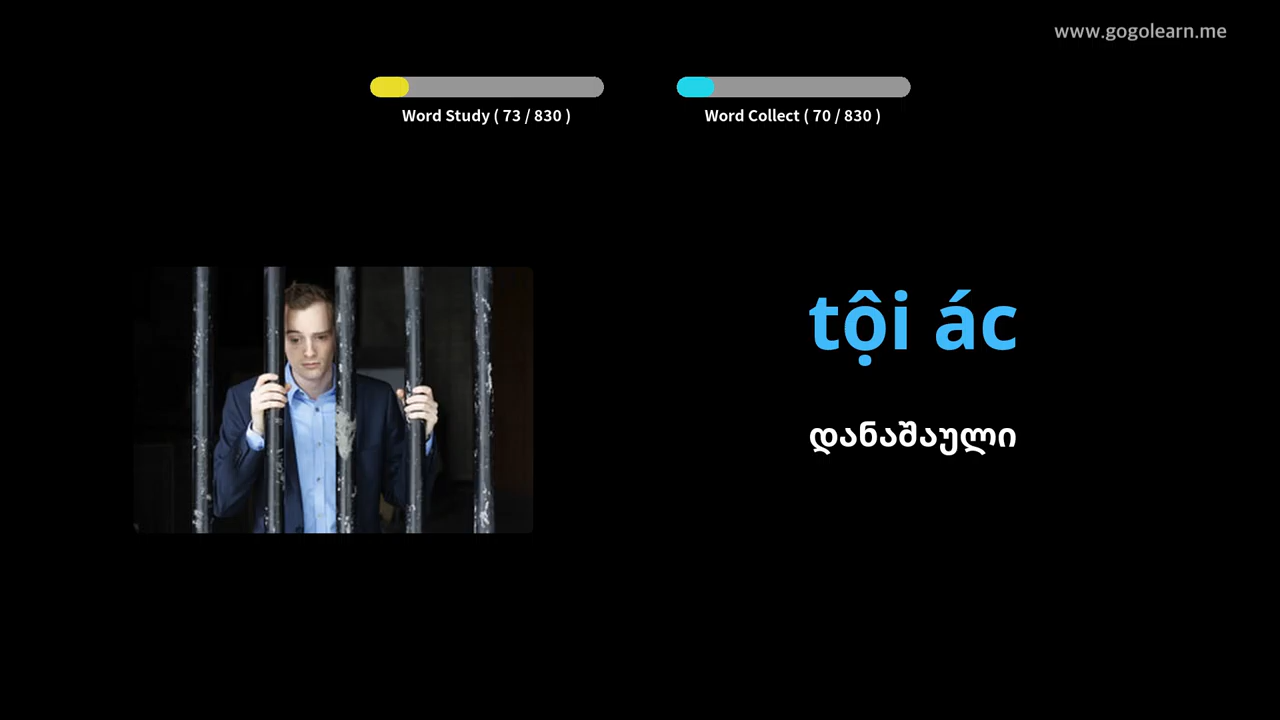 www.gogolearn.me
Word Study ( 73 / 830 )
Word Collect ( 70 / 830 )
tội ác
დანაშაული